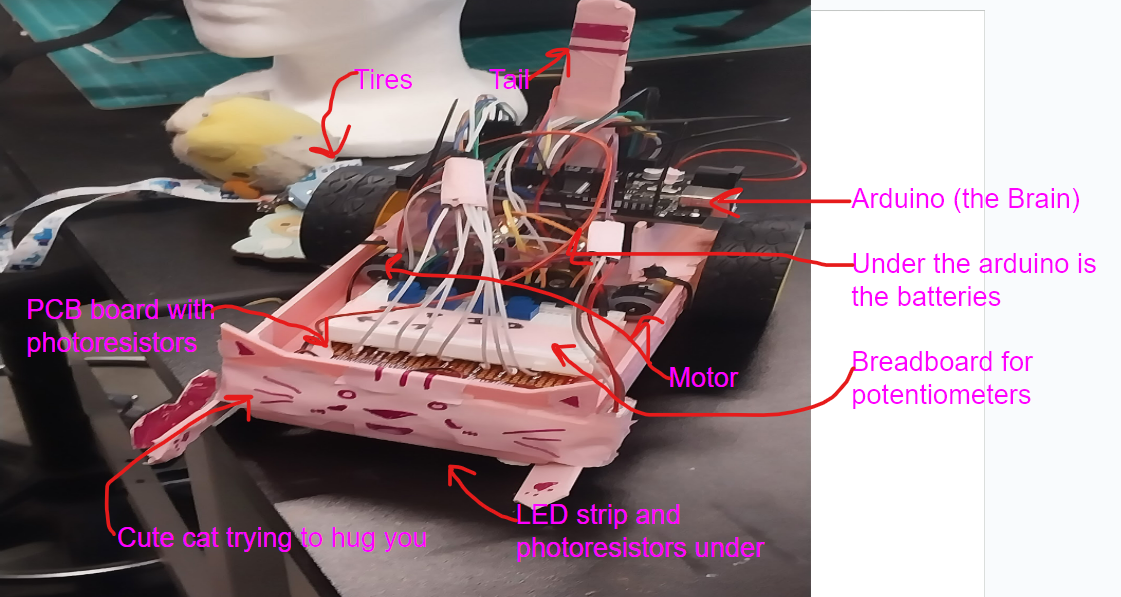 Tires
Tail
Arduino (the Brain)
Under the arduino is
the batteries
PCB board with
photoresistors
Breadboard for
potentiometers
Motor
LED strip and
photoresistors under
Cute cat trying to hug you